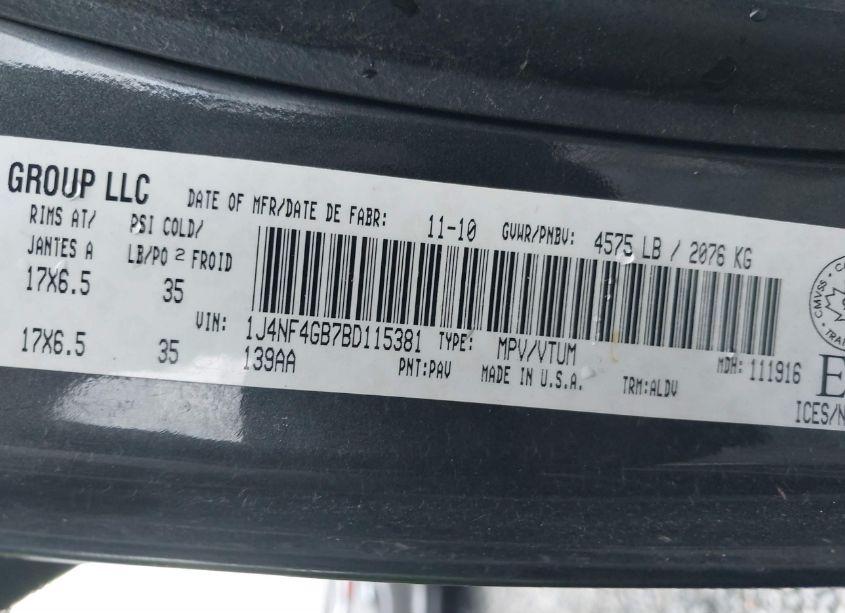 GROUP LLC DATE OF MFR/DATE DE FABR: 11-10 GVWR/PNBV: 4575 LB / 2076 KG
RIMS AT/ PSI COLD/
JANTES A LB/PO 2 FROID
17X6.5 35
VIN: 1J4NF4GB7BD115381 TYPE: MPV/VTUM MDH: 111916
17X6.5 35 139AA PNT:PAV MADE IN U.S.A. TRM:ALDV
ICES/N
CMVSS